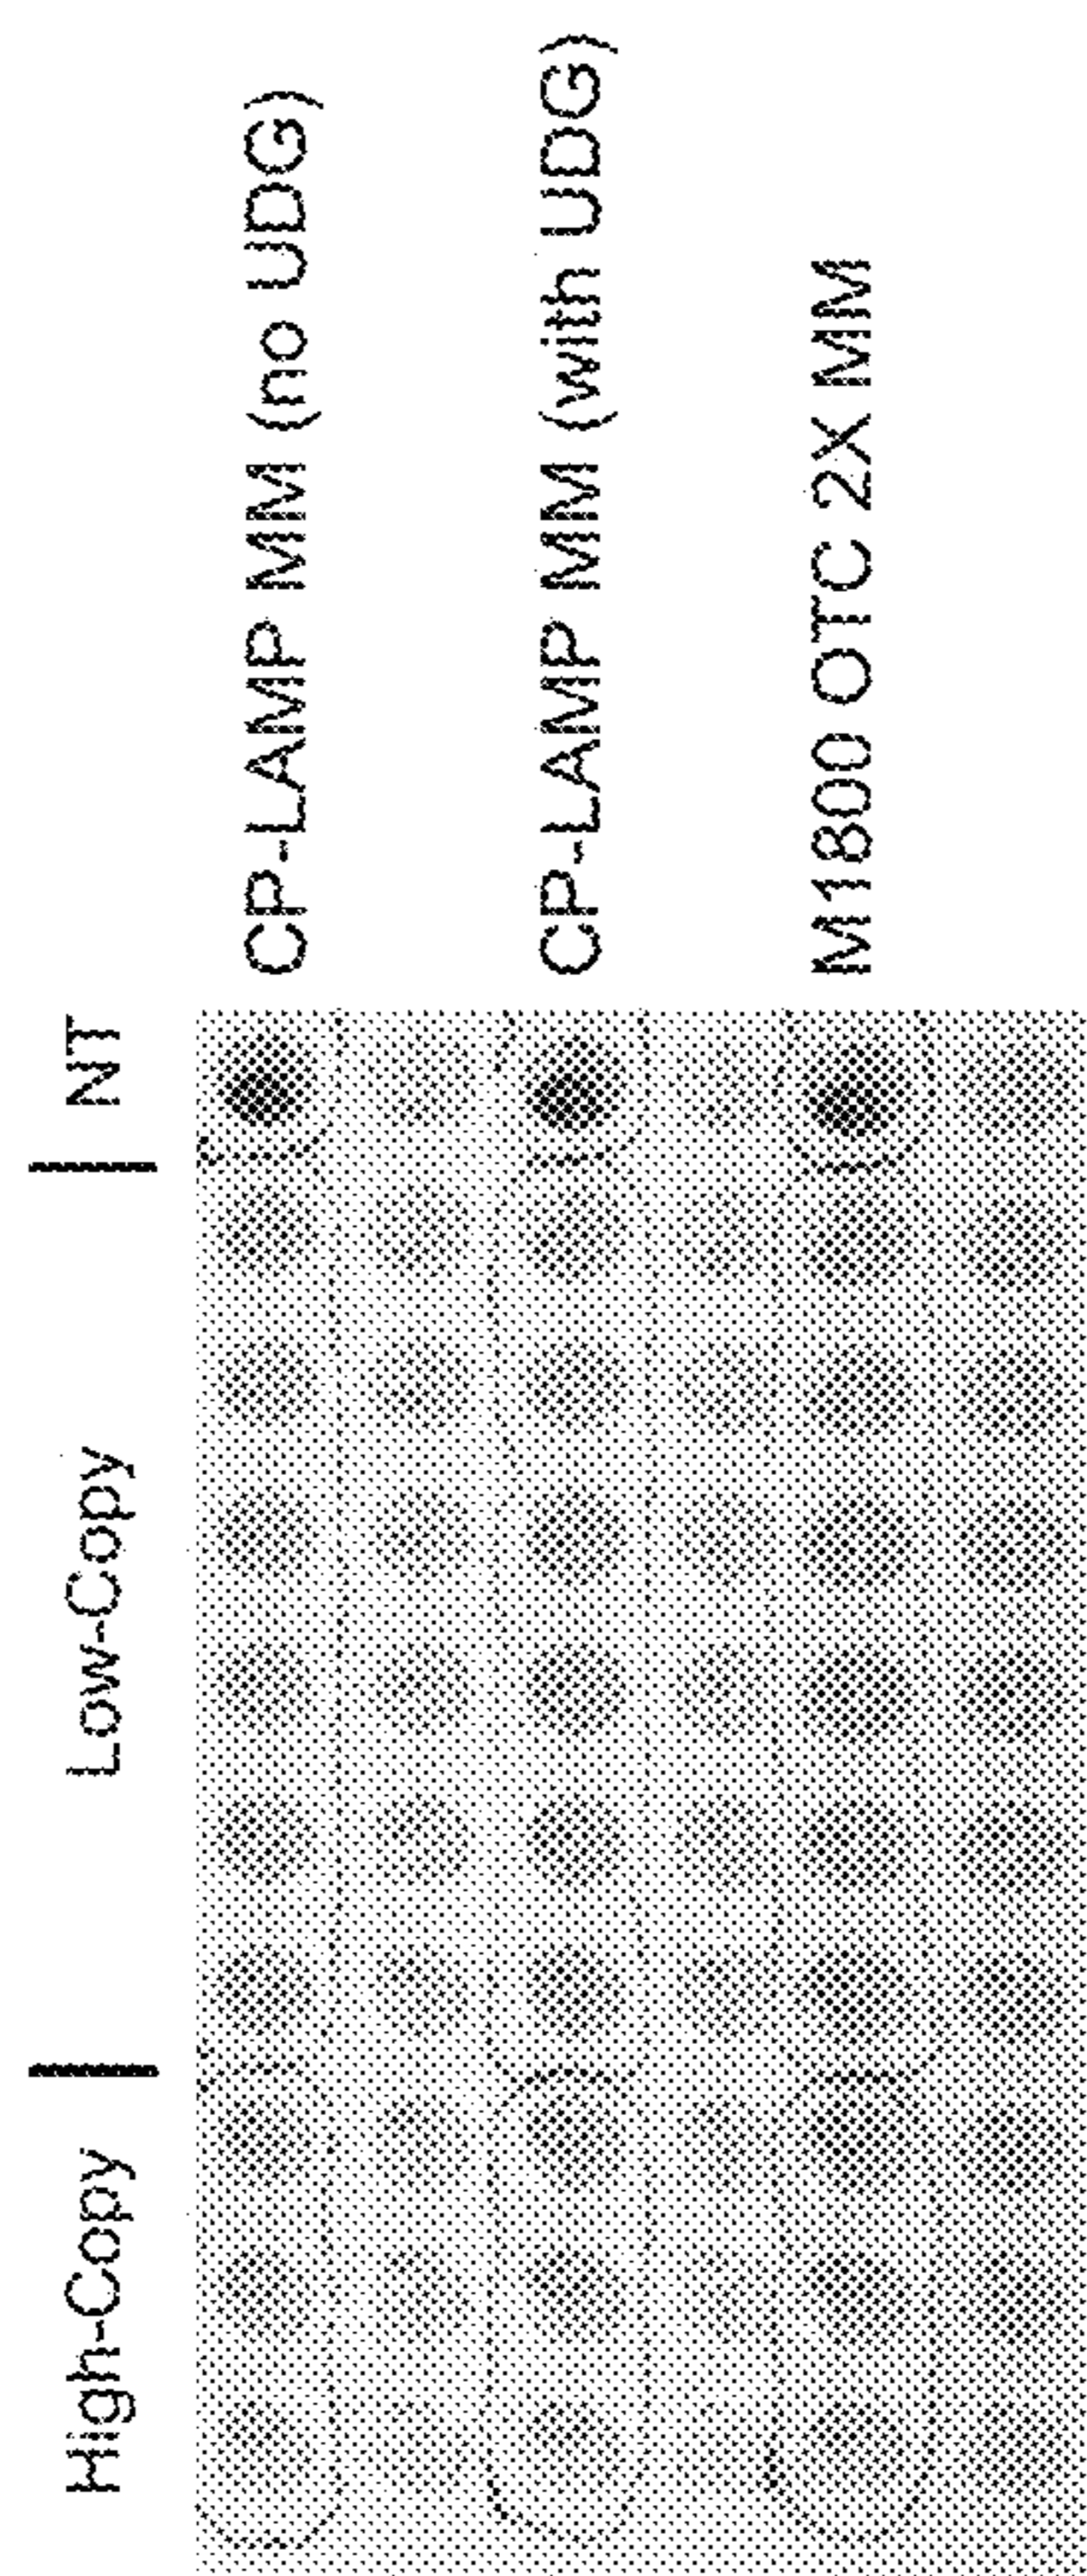 High-Copy
Low-Copy
NT
CP-LAMP MM (no UDG)
CP-LAMP MM (with UDG)
M1800 OTC 2X MM